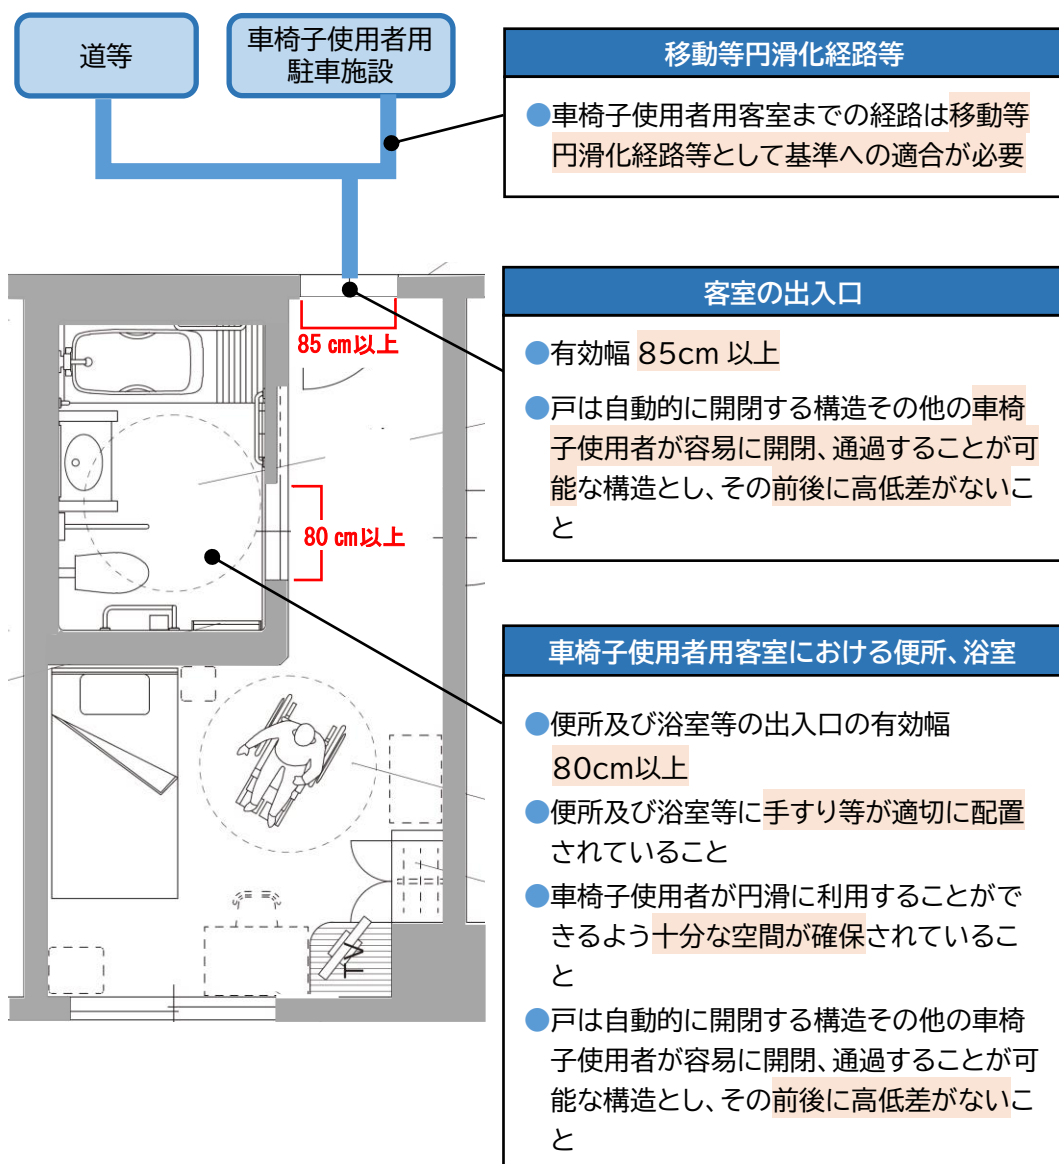 道等
車椅子使用者用
駐車施設
移動等円滑化経路等
●車椅子使用者用客室までの経路は移動等
円滑化経路等として基準への適合が必要
客室の出入口
●有効幅 85cm 以上
●戸は自動的に開閉する構造その他の車椅
子使用者が容易に開閉、通過することが可
能な構造とし、その前後に高低差がないこ
と
85 ㎝以上
80 ㎝以上
車椅子使用者用客室における便所、浴室
●便所及び浴室等の出入口の有効幅
80cm以上
●便所及び浴室等に手すり等が適切に配置
されていること
●車椅子使用者が円滑に利用することがで
きるよう十分な空間が確保されているこ
と
●戸は自動的に開閉する構造その他の車椅
子使用者が容易に開閉、通過することが可
能な構造とし、その前後に高低差がないこ
と
TV